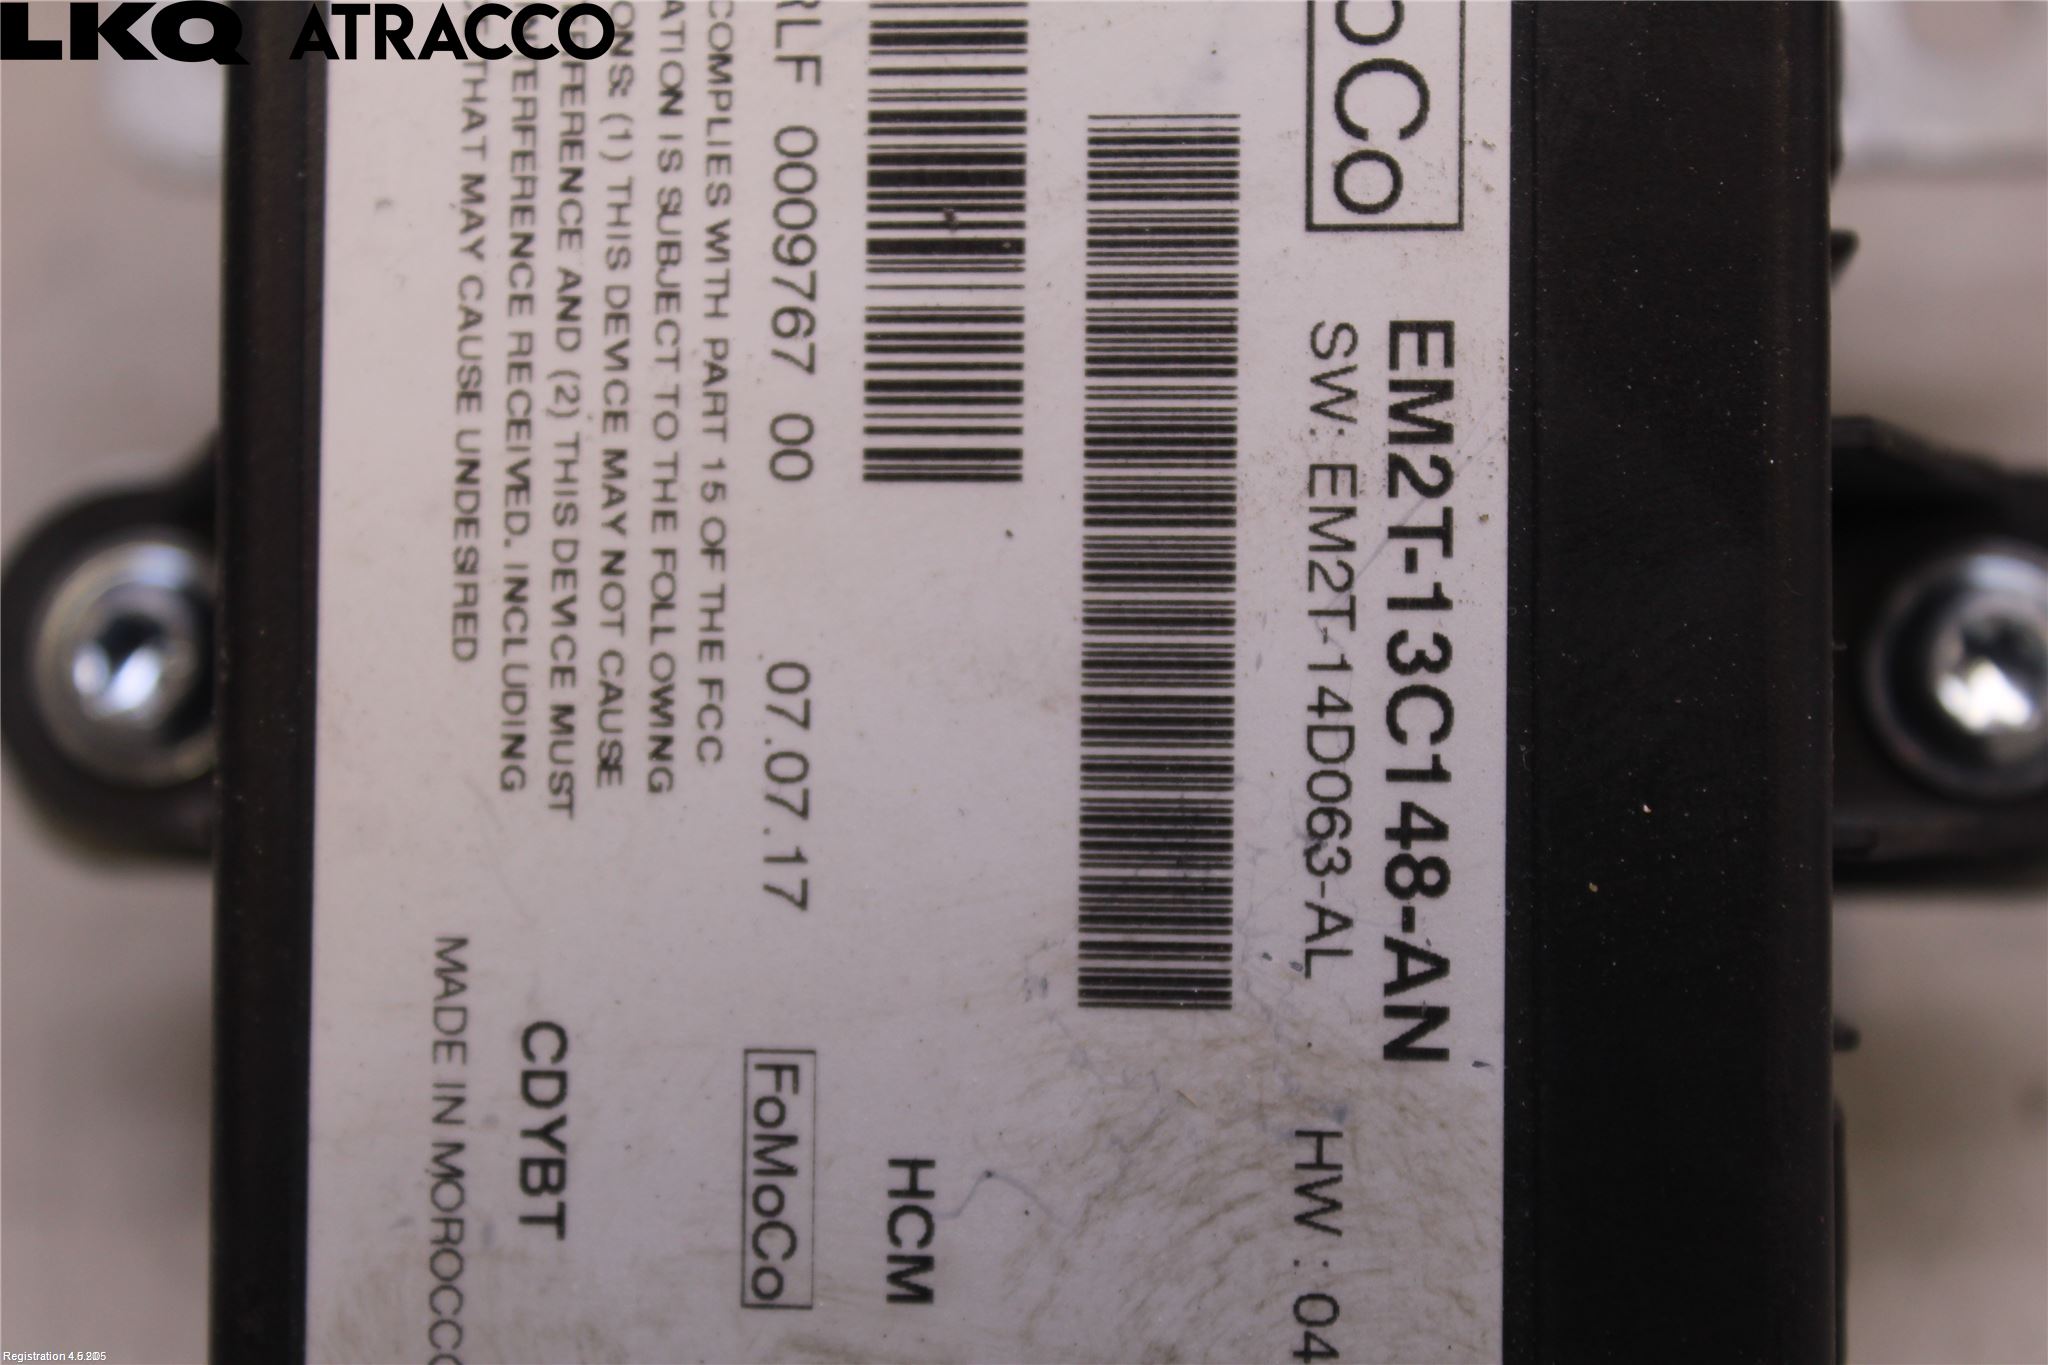 LKQ ATRACCO
oCo
EM2T-13C148-AN
SW: EM2T-14D063-AL HW : 04
HCM
RLF 0009767 00 07.07.17
FoMoCo
COMPLIES WITH PART 15 OF THE FCC
ATION IS SUBJECT TO THE FOLLOWING
ONS: (1) THIS DEVICE MAY NOT CAUSE
ERFERENCE AND (2) THIS DEVICE MUST
INTERFERENCE RECEIVED, INCLUDING
THAT MAY CAUSE UNDESIRED
CDYBT
MADE IN MOROCCO
Registration